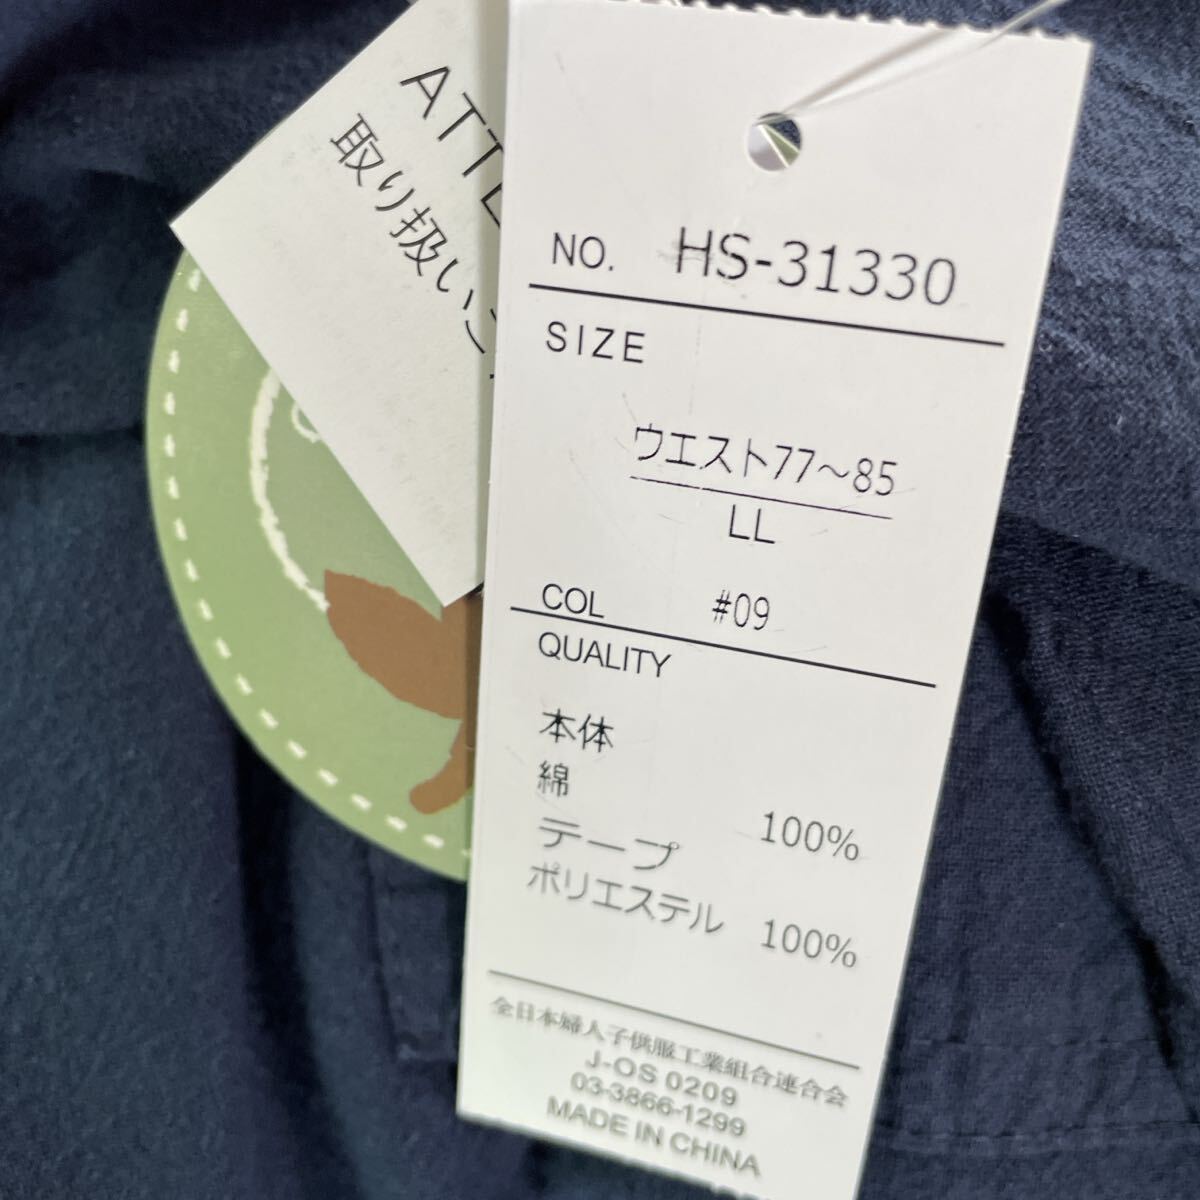 取り扱い
NO. HS-31330
SIZE
ウエスト77～85
LL
COL #09
QUALITY
本体
綿 100%
テープ
ポリエステル 100%
全日本婦人子供服工業組合連合会
J-OS 0209
03-3866-1299
MADE IN CHINA